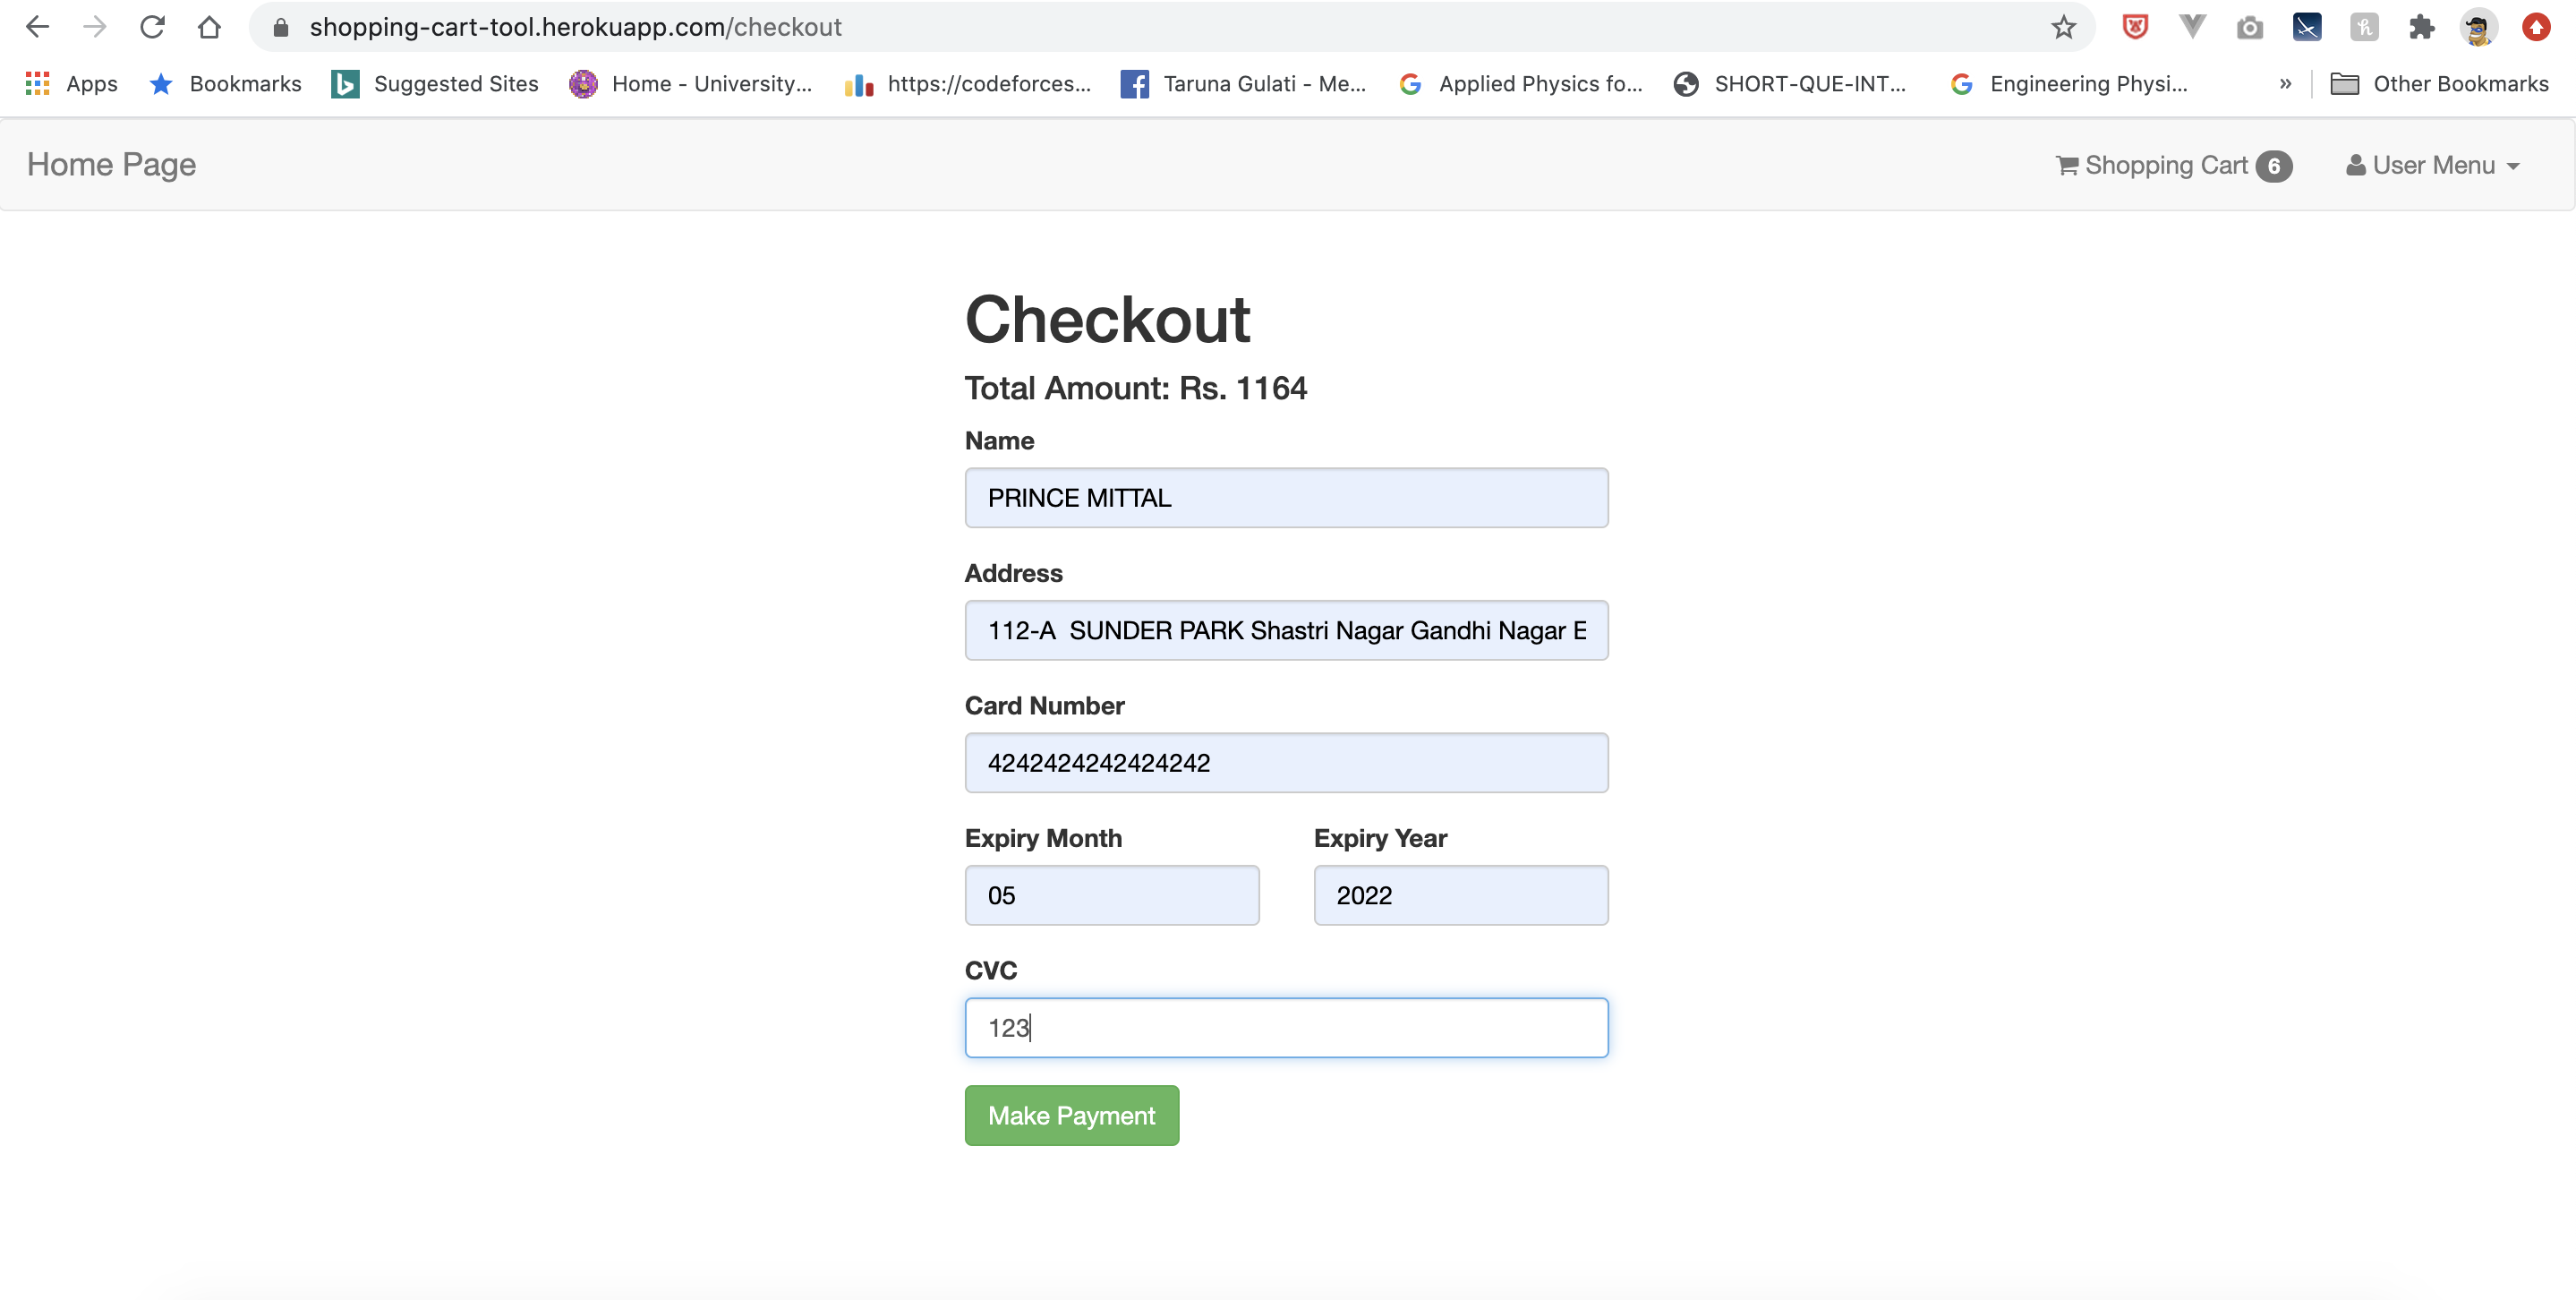 shopping-cart-tool.herokuapp.com/checkout
Apps Bookmarks Suggested Sites Home - University... https://codeforces... Taruna Gulati - Me... Applied Physics fo... SHORT-QUE-INT... Engineering Physi... » Other Bookmarks
Home Page Shopping Cart 6 User Menu
Checkout
Total Amount: Rs. 1164
Name
PRINCE MITTAL
Address
112-A  SUNDER PARK Shastri Nagar Gandhi Nagar E
Card Number
4242424242424242
Expiry Month Expiry Year
05 2022
CVC
123
Make Payment